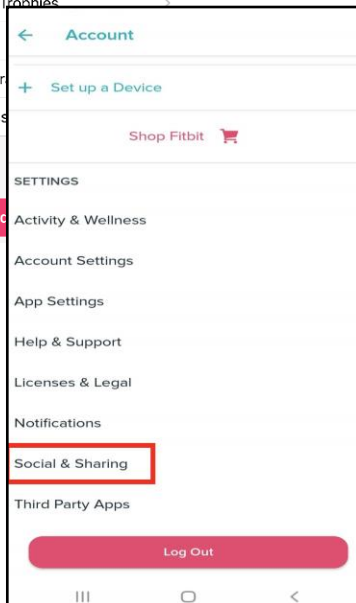 Trophies
← Account
+ Set up a Device
Shop Fitbit
SETTINGS
Activity & Wellness
Account Settings
App Settings
Help & Support
Licenses & Legal
Notifications
Social & Sharing
Third Party Apps
Log Out